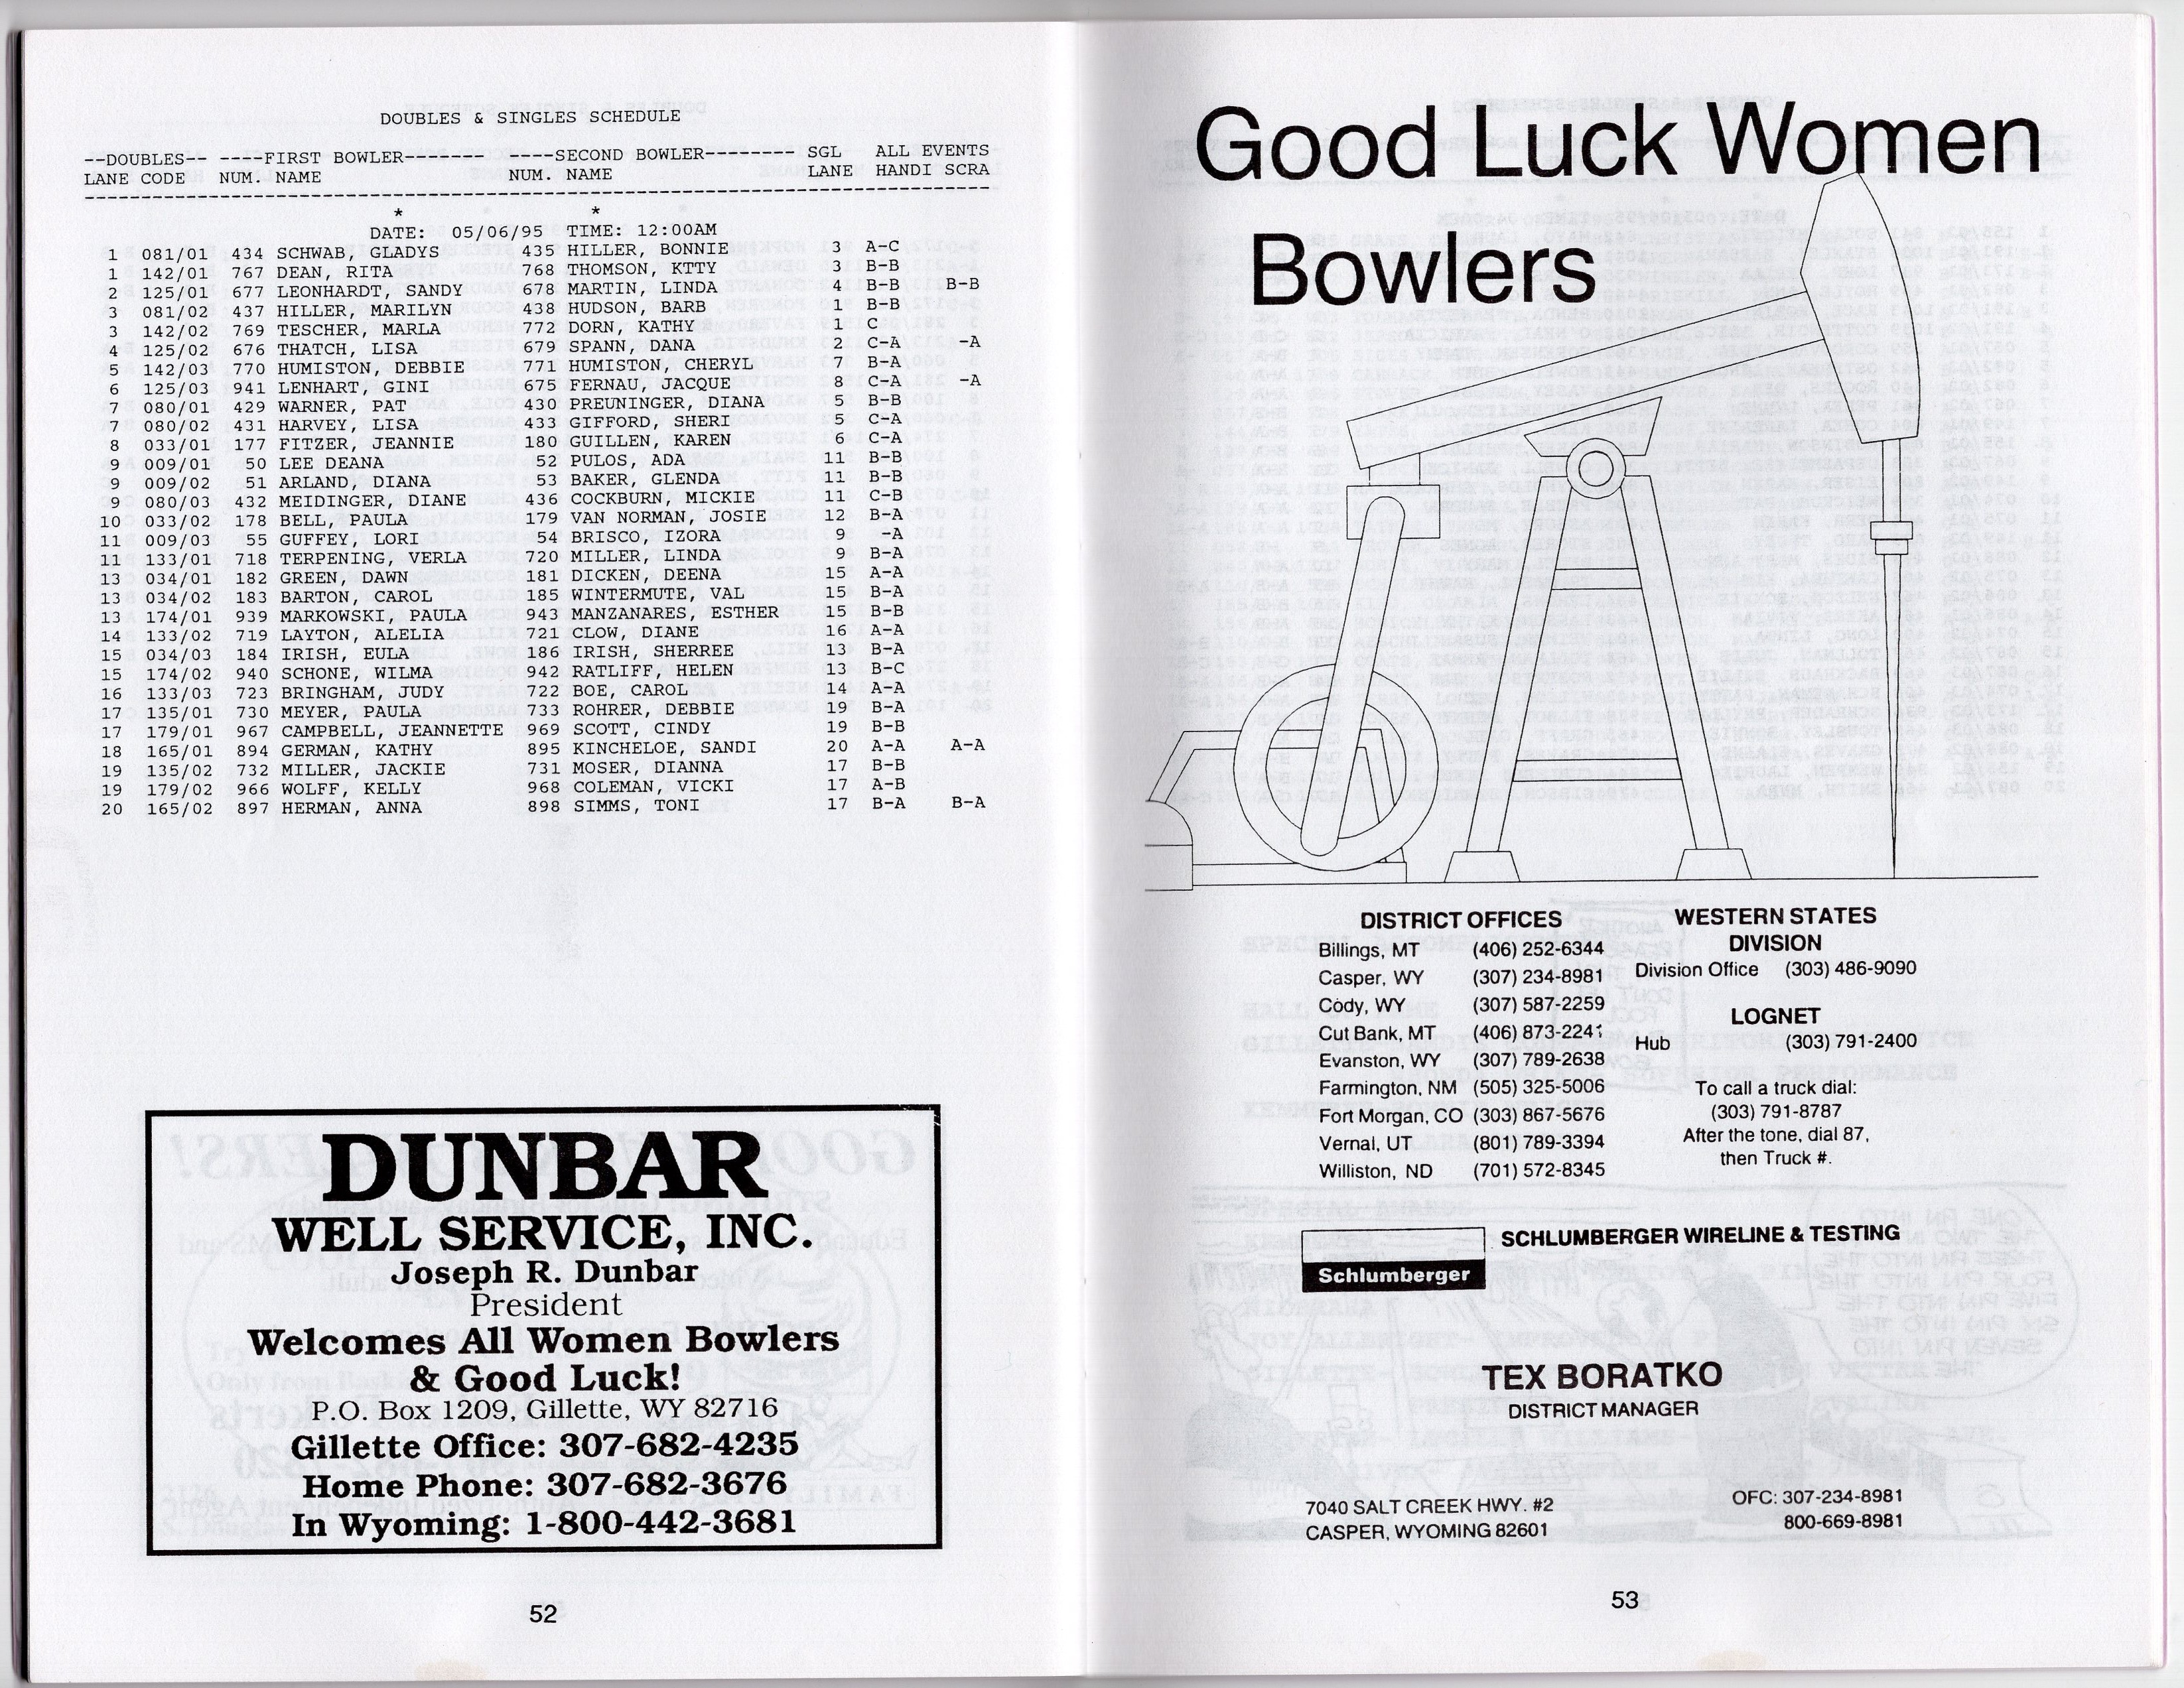 DOUBLES & SINGLES SCHEDULE
--DOUBLES-- ----FIRST BOWLER------- ----SECOND BOWLER-------- SGL ALL EVENTS
LANE CODE NUM. NAME NUM. NAME LANE HANDI SCRA
* *
DATE: 05/06/95 TIME: 12:00AM
1 081/01 434 SCHWAB, GLADYS 435 HILLER, BONNIE 3 A-C
1 142/01 767 DEAN, RITA 768 THOMSON, KTTY 3 B-B
2 125/01 677 LEONHARDT, SANDY 678 MARTIN, LINDA 4 B-B B-B
3 081/02 437 HILLER, MARILYN 438 HUDSON, BARB 1 B-B
3 142/02 769 TESCHER, MARLA 772 DORN, KATHY 1 C
4 125/02 676 THATCH, LISA 679 SPANN, DANA 2 C-A -A
5 142/03 770 HUMISTON, DEBBIE 771 HUMISTON, CHERYL 7 B-A
6 125/03 941 LENHART, GINI 675 FERNAU, JACQUE 8 C-A -A
7 080/01 429 WARNER, PAT 430 PREUNINGER, DIANA 5 B-B
7 080/02 431 HARVEY, LISA 433 GIFFORD, SHERI 5 C-A
8 033/01 177 FITZER, JEANNIE 180 GUILLEN, KAREN 6 C-A
9 009/01 50 LEE DEANA 52 PULOS, ADA 11 B-B
9 009/02 51 ARLAND, DIANA 53 BAKER, GLENDA 11 B-B
9 080/03 432 MEIDINGER, DIANE 436 COCKBURN, MICKIE 11 C-B
10 033/02 178 BELL, PAULA 179 VAN NORMAN, JOSIE 12 B-A
11 009/03 55 GUFFEY, LORI 54 BRISCO, IZORA 9 -A
11 133/01 718 TERPENING, VERLA 720 MILLER, LINDA 9 B-A
13 034/01 182 GREEN, DAWN 181 DICKEN, DEENA 15 A-A
13 034/02 183 BARTON, CAROL 185 WINTERMUTE, VAL 15 B-A
13 174/01 939 MARKOWSKI, PAULA 943 MANZANARES, ESTHER 15 B-B
14 133/02 719 LAYTON, ALELIA 721 CLOW, DIANE 16 A-A
15 034/03 184 IRISH, EULA 186 IRISH, SHERREE 13 B-A
15 174/02 940 SCHONE, WILMA 942 RATLIFF, HELEN 13 B-C
16 133/03 723 BRINGHAM, JUDY 722 BOE, CAROL 14 A-A
17 135/01 730 MEYER, PAULA 733 ROHRER, DEBBIE 19 B-A
17 179/01 967 CAMPBELL, JEANNETTE 969 SCOTT, CINDY 19 B-B
18 165/01 894 GERMAN, KATHY 895 KINCHELOE, SANDI 20 A-A A-A
19 135/02 732 MILLER, JACKIE 731 MOSER, DIANNA 17 B-B
19 179/02 966 WOLFF, KELLY 968 COLEMAN, VICKI 17 A-B
20 165/02 897 HERMAN, ANNA 898 SIMMS, TONI 17 B-A B-A
DUNBAR
WELL SERVICE, INC.
Joseph R. Dunbar
President
Welcomes All Women Bowlers
& Good Luck!
P.O. Box 1209, Gillette, WY 82716
Gillette Office: 307-682-4235
Home Phone: 307-682-3676
In Wyoming: 1-800-442-3681
52
Good Luck Women
Bowlers
DISTRICT OFFICES
Billings, MT (406) 252-6344
Casper, WY (307) 234-8981
Cody, WY (307) 587-2259
Cut Bank, MT (406) 873-2241
Evanston, WY (307) 789-2638
Farmington, NM (505) 325-5006
Fort Morgan, CO (303) 867-5676
Vernal, UT (801) 789-3394
Williston, ND (701) 572-8345
WESTERN STATES
DIVISION
Division Office (303) 486-9090
LOGNET
Hub (303) 791-2400
To call a truck dial:
(303) 791-8787
After the tone, dial 87,
then Truck #.
Schlumberger
SCHLUMBERGER WIRELINE & TESTING
TEX BORATKO
DISTRICT MANAGER
7040 SALT CREEK HWY. #2
CASPER, WYOMING 82601
OFC: 307-234-8981
800-669-8981
53